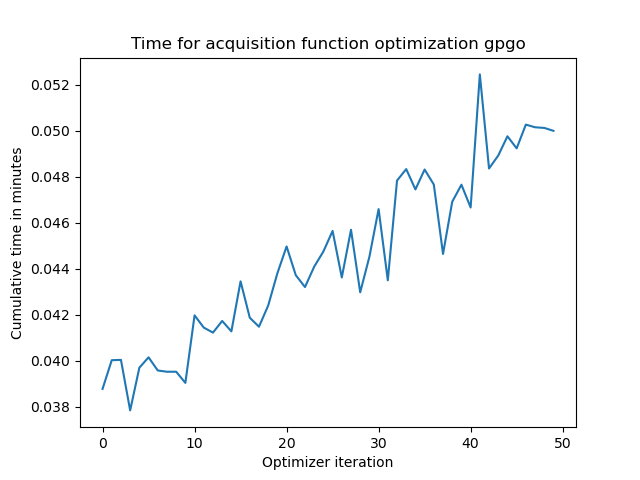 Time for acquisition function optimization gpgo
Cumulative time in minutes
0.052
0.050
0.048
0.046
0.044
0.042
0.040
0.038
0 10 20 30 40 50
Optimizer iteration